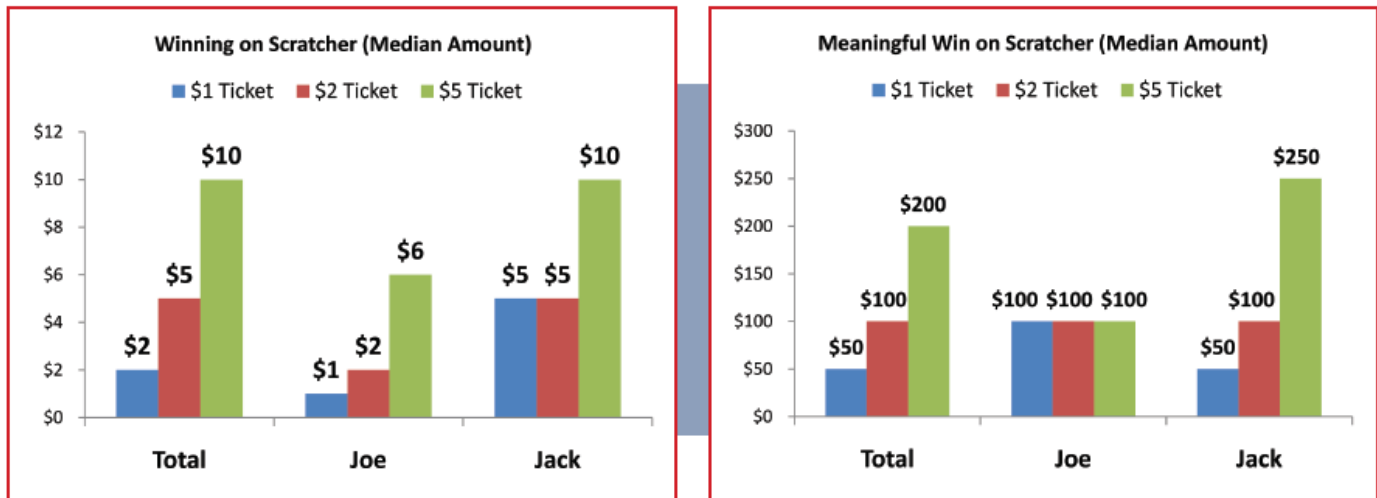 Winning on Scratcher (Median Amount)
$1 Ticket $2 Ticket $5 Ticket
$12
$10
$8
$6
$4
$2
$0
$2 $5 $10
$1 $2 $6
$5 $5 $10
Total Joe Jack
Meaningful Win on Scratcher (Median Amount)
$1 Ticket $2 Ticket $5 Ticket
$300
$250
$200
$150
$100
$50
$0
$50 $100 $200
$100 $100 $100
$50 $100 $250
Total Joe Jack